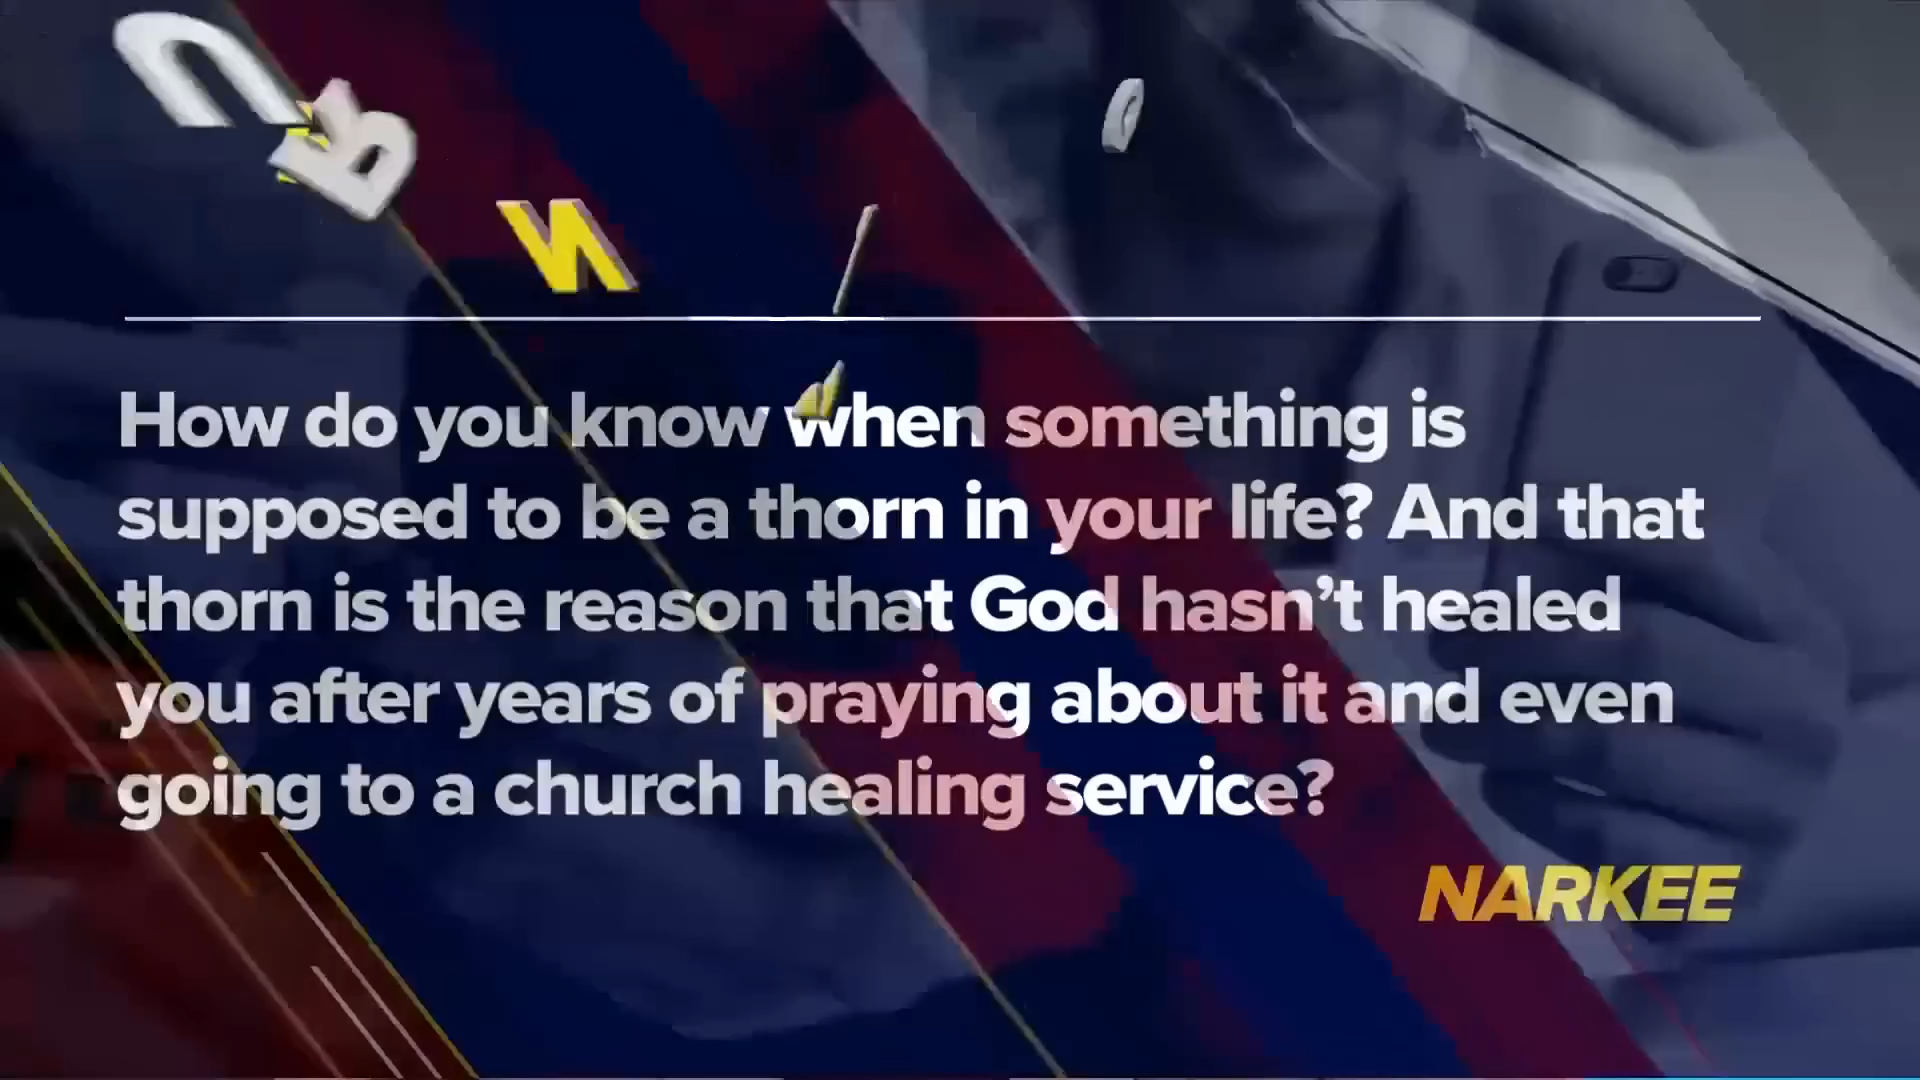 How do you know when something is
supposed to be a thorn in your life? And that
thorn is the reason that God hasn't healed
you after years of praying about it and even
going to a church healing service?
NARKEE